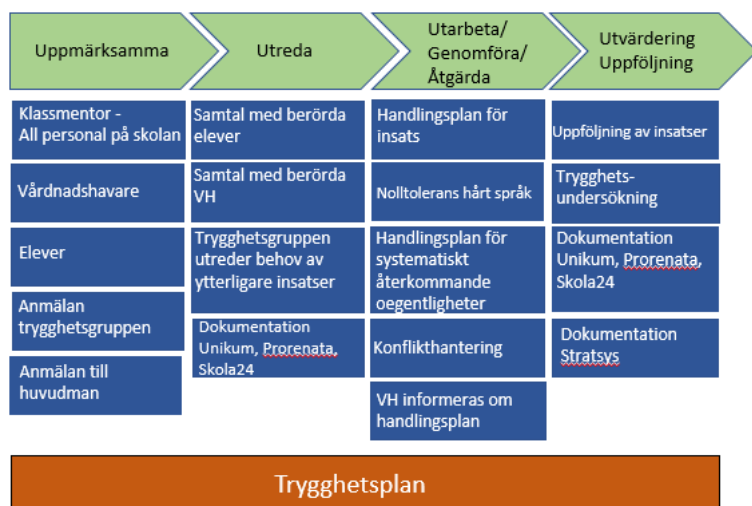 Uppmärksamma
Utreda
Utarbeta/
Genomföra/
Åtgärda
Utvärdering
Uppföljning
Klassmentor -
All personal på skolan
Vårdnadshavare
Elever
Anmälan
trygghetsgruppen
Anmälan till
huvudman
Samtal med berörda
elever
Samtal med berörda
VH
Trygghetsgruppen
utreder behov av
ytterligare insatser
Dokumentation
Unikum, Prorenata,
Skola24
Handlingsplan för
insats
Nolltolerans hårt språk
Handlingsplan för
systematiskt
återkommande
oegentligheter
Konflikthantering
VH informeras om
handlingsplan
Uppföljning av insatser
Trygghets-
undersökning
Dokumentation
Unikum, Prorenata,
Skola24
Dokumentation
Stratsys
Trygghetsplan